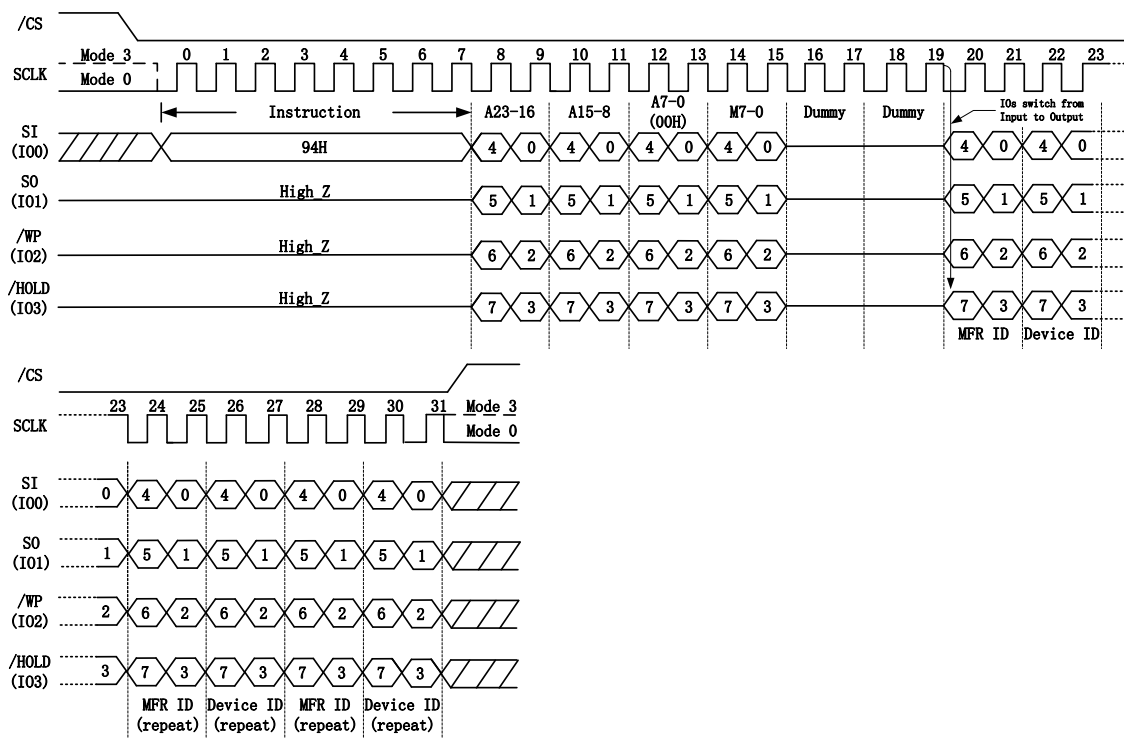 /CS
Mode 3 0 1 2 3 4 5 6 7 8 9 10 11 12 13 14 15 16 17 18 19 20 21 22 23
SCLK
Mode 0
Instruction A23-16 A15-8 A7-0 (00H) M7-0 Dummy Dummy IOs switch from Input to Output
SI
(IO0) 94H 4 0 4 0 4 0 4 0 4 0 4 0
SO
(IO1) High_Z 5 1 5 1 5 1 5 1 5 1 5 1
/WP
(IO2) High_Z 6 2 6 2 6 2 6 2 6 2 6 2
/HOLD
(IO3) High_Z 7 3 7 3 7 3 7 3 7 3 7 3
MFR ID Device ID
/CS
23 24 25 26 27 28 29 30 31 Mode 3
SCLK
Mode 0
SI
(IO0) 0 4 0 4 0 4 0 4 0
SO
(IO1) 1 5 1 5 1 5 1 5 1
/WP
(IO2) 2 6 2 6 2 6 2 6 2
/HOLD
(IO3) 3 7 3 7 3 7 3 7 3
MFR ID Device ID MFR ID Device ID
(repeat) (repeat) (repeat) (repeat)